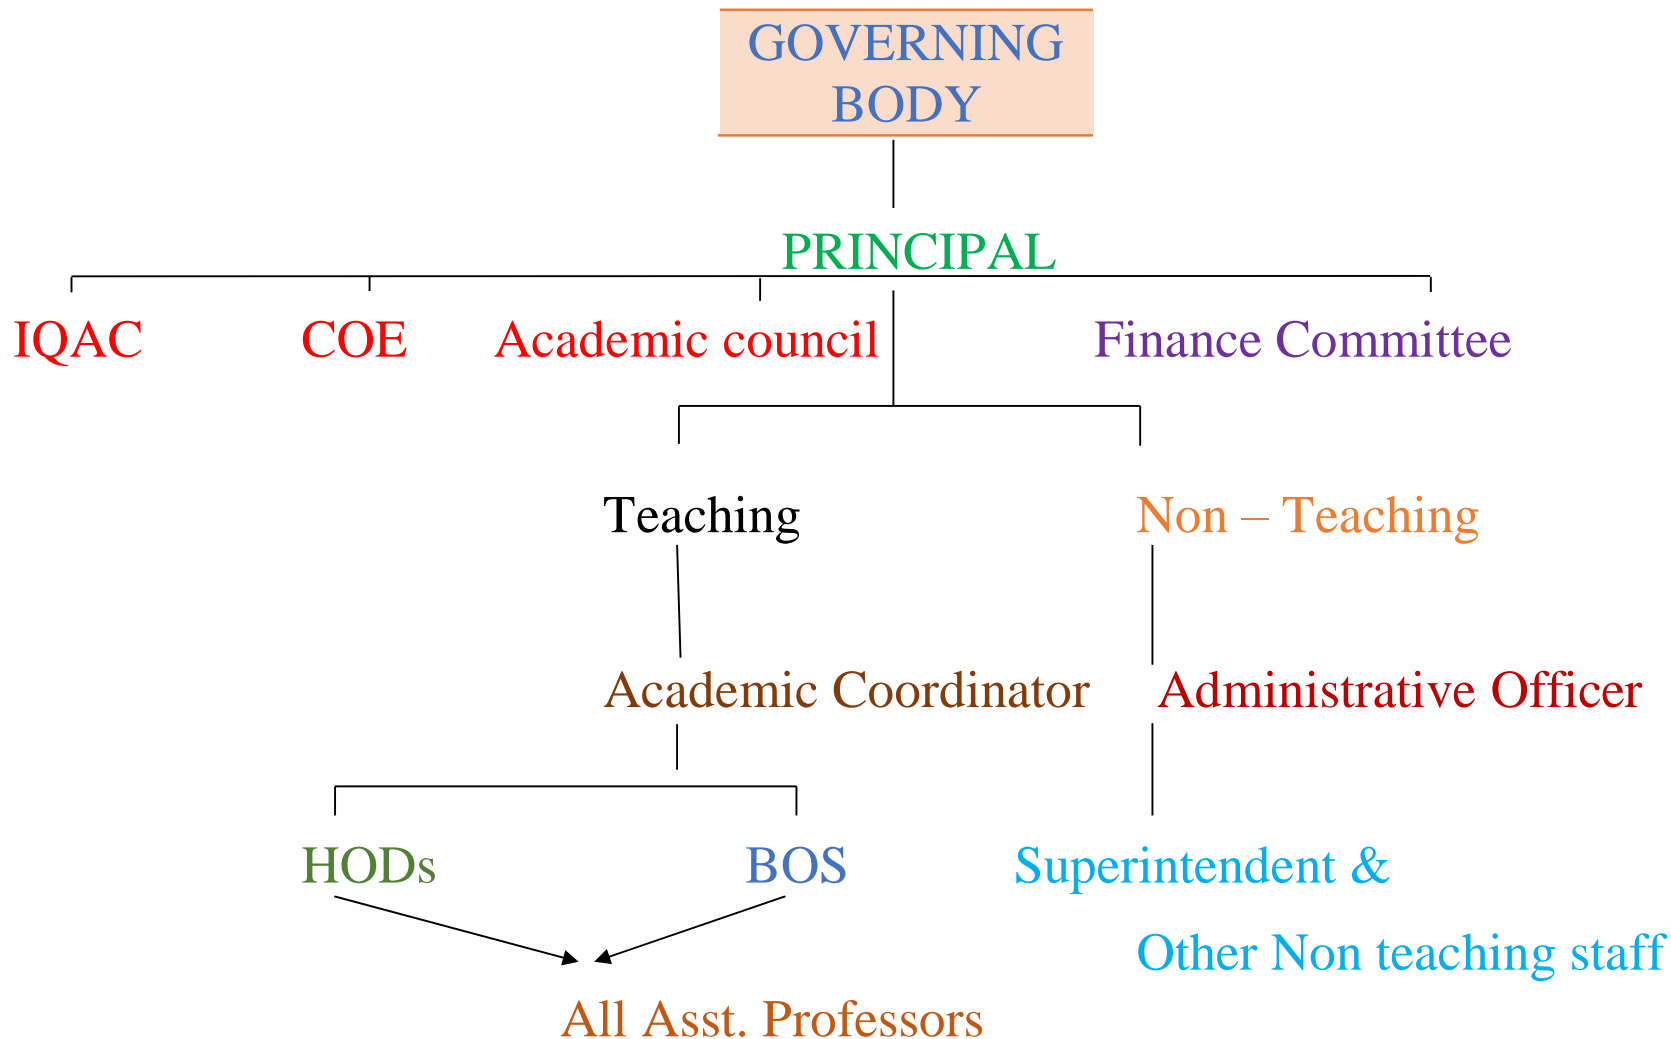 GOVERNING
BODY
PRINCIPAL
IQAC COE Academic council Finance Committee
Teaching Non – Teaching
Academic Coordinator Administrative Officer
HODs BOS Superintendent &
Other Non teaching staff
All Asst. Professors